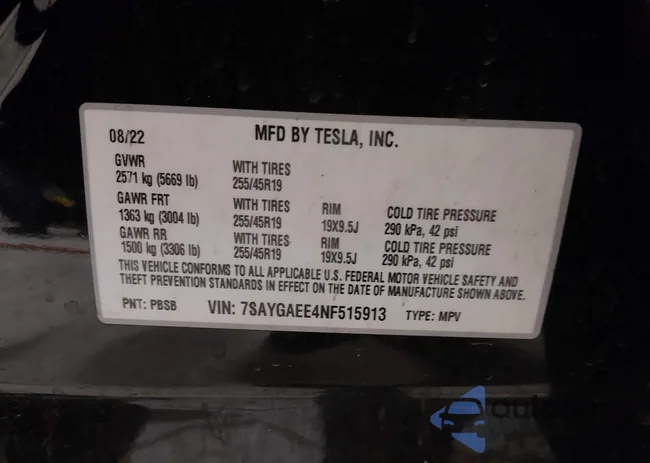 08/22 MFD BY TESLA, INC.
GVWR WITH TIRES
2571 kg (5669 lb) 255/45R19
GAWR FRT WITH TIRES RIM COLD TIRE PRESSURE
1363 kg (3004 lb) 255/45R19 19X9.5J 290 kPa, 42 psi
GAWR RR WITH TIRES RIM COLD TIRE PRESSURE
1500 kg (3306 lb) 255/45R19 19X9.5J 290 kPa, 42 psi
THIS VEHICLE CONFORMS TO ALL APPLICABLE U.S. FEDERAL MOTOR VEHICLE SAFETY AND
THEFT PREVENTION STANDARDS IN EFFECT ON THE DATE OF MANUFACTURE SHOWN ABOVE.
PNT: PBSB VIN: 7SAYGAEE4NF515913 TYPE: MPV